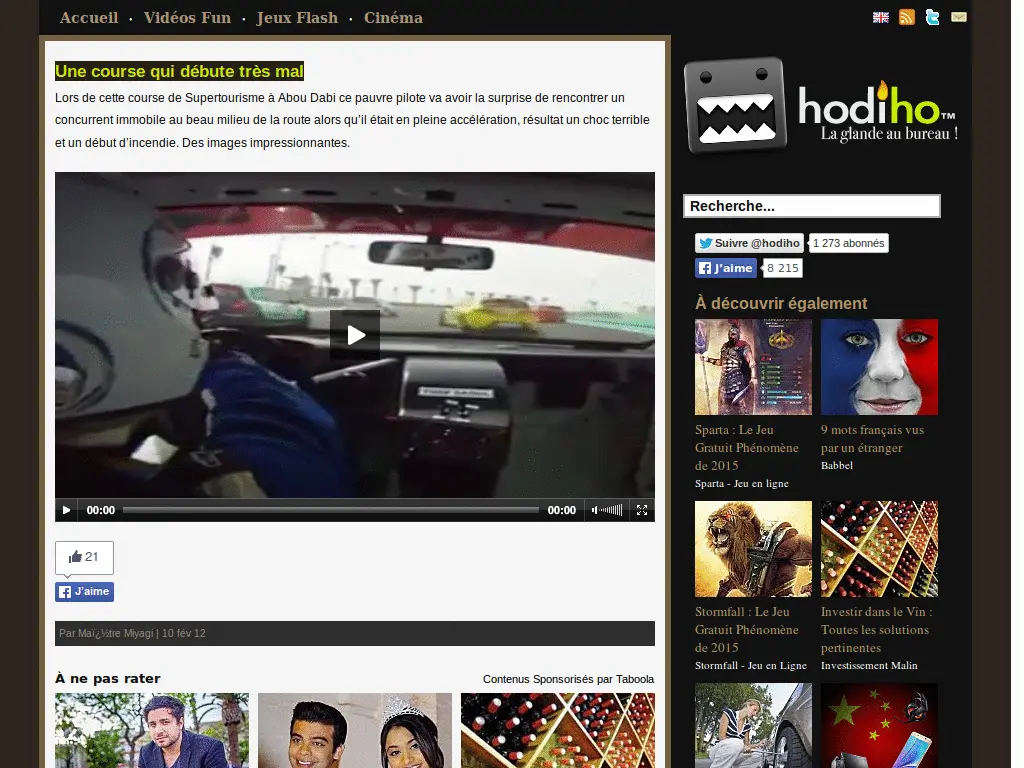 Accueil · Vidéos Fun · Jeux Flash · Cinéma
Une course qui débute très mal
Lors de cette course de Supertourisme à Abou Dabi ce pauvre pilote va avoir la surprise de rencontrer un
concurrent immobile au beau milieu de la route alors qu'il était en pleine accélération, résultat un choc terrible
et un début d'incendie. Des images impressionnantes.
00:00
00:00
21
J'aime
Par Maï¿½tre Miyagi | 10 fév 12
À ne pas rater
Contenus Sponsorisés par Taboola
hodiho™
La glande au bureau !
Recherche...
Suivre @hodiho
1 273 abonnés
J'aime
8 215
À découvrir également
Sparta : Le Jeu
Gratuit Phénomène
de 2015
Sparta - Jeu en ligne
9 mots français vus
par un étranger
Babbel
Stormfall : Le Jeu
Gratuit Phénomène
de 2015
Stormfall - Jeu en Ligne
Investir dans le Vin :
Toutes les solutions
pertinentes
Investissement Malin